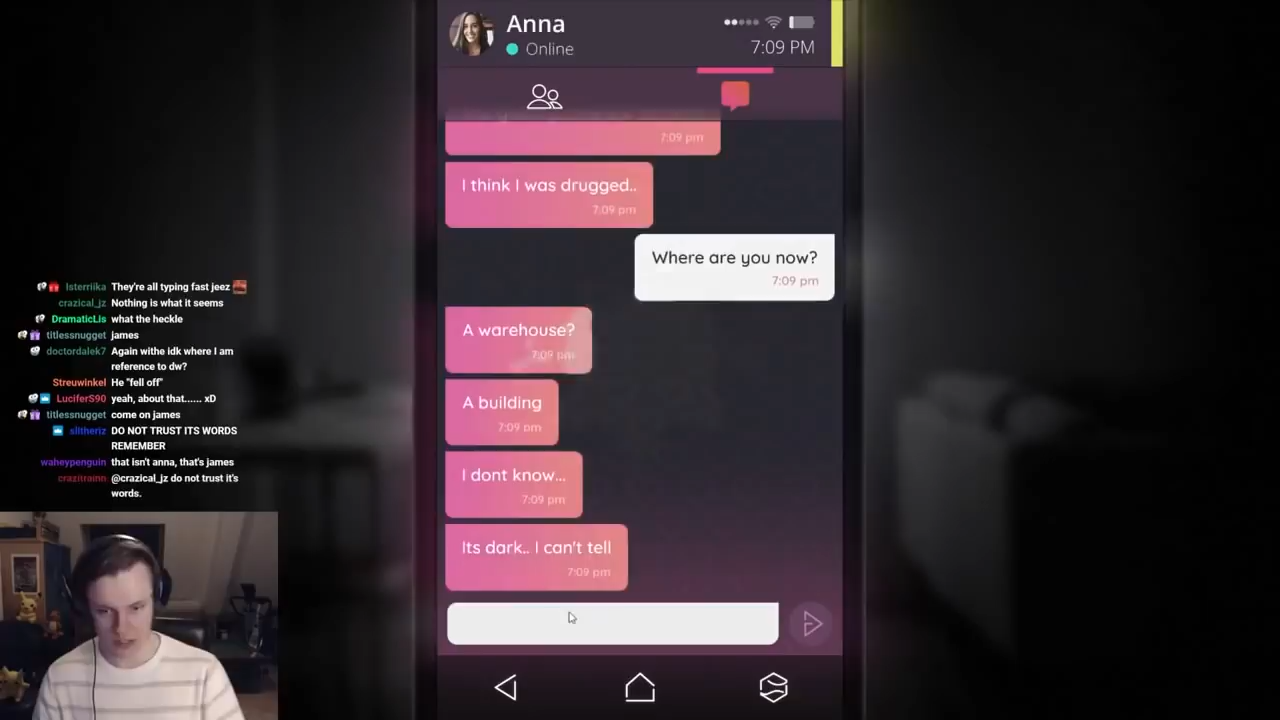 Anna
Online
7:09 PM
7:09 pm
I think I was drugged..
7:09 pm
Where are you now?
7:09 pm
A warehouse?
7:09 pm
A building
7:09 pm
I dont know...
7:09 pm
Its dark.. I can't tell
7:09 pm
Isterriika They're all typing fast jeez
crazical_jz Nothing is what it seems
DramaticLis what the heckle
titlessnugget james
doctordalek7 Again withe idk where I am
reference to dw?
Streuwinkel He "fell off"
LuciferS90 yeah, about that...... xD
titlessnugget come on james
slitheriz DO NOT TRUST ITS WORDS
REMEMBER
waheypenguin that isn't anna, that's james
crazitrainn @crazical_jz do not trust it's
words.